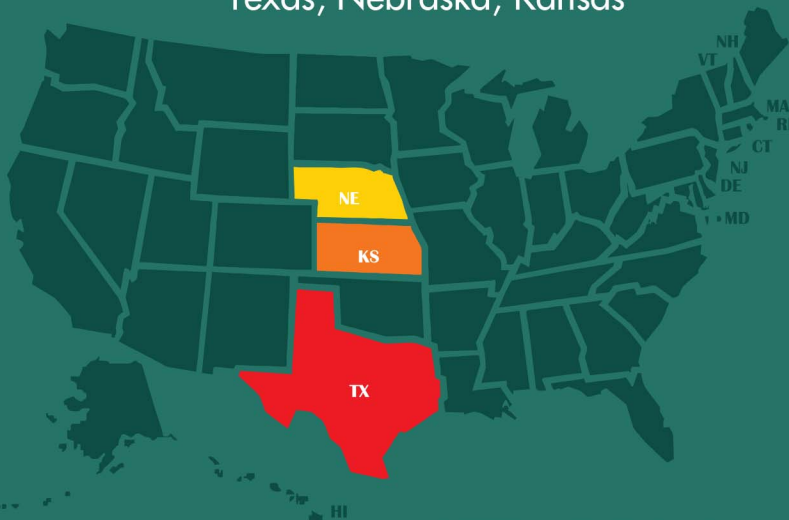 Texas, Nebraska, Kansas
NH
VT
MA
R
CT
NJ
DE
MD
NE
KS
TX
HI